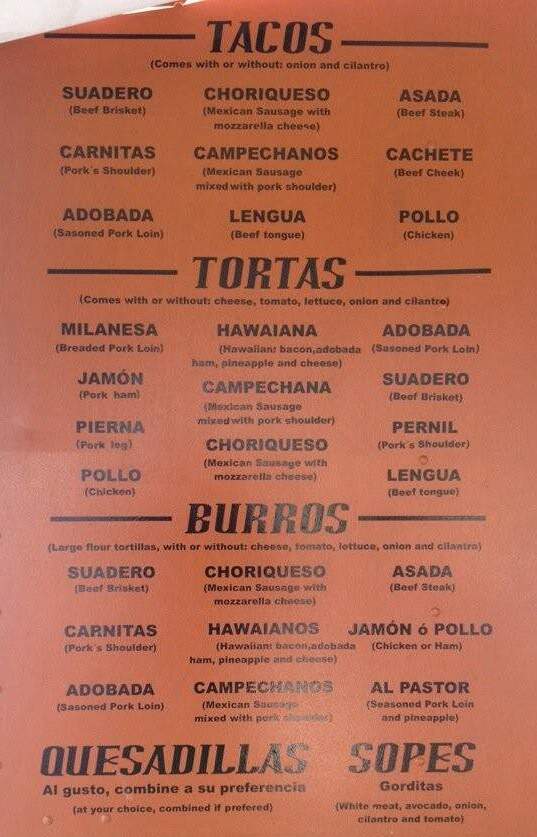 TACOS
(Comes with or without: onion and cilantro)
SUADERO
(Beef Brisket)
CHORIQUESO
(Mexican Sausage with
mozzarella cheese)
ASADA
(Beef Steak)
CARNITAS
(Pork's Shoulder)
CAMPECHANOS
(Mexican Sausage
mixed with pork shoulder)
CACHETE
(Beef Cheek)
ADOBADA
(Sasoned Pork Loin)
LENGUA
(Beef tongue)
POLLO
(Chicken)
TORTAS
(Comes with or without: cheese, tomato, lettuce, onion and cilantro)
MILANESA
(Breaded Pork Loin)
HAWAIANA
(Hawaiian: bacon,adobada
ham, pineapple and cheese)
ADOBADA
(Sasoned Pork Loin)
JAMÓN
(Pork ham)
CAMPECHANA
(Mexican Sausage
mixed with pork shoulder)
SUADERO
(Beef Brisket)
PIERNA
(Pork leg)
CHORIQUESO
(Mexican Sausage with
mozzarella cheese)
PERNIL
(Pork's Shoulder)
POLLO
(Chicken)
LENGUA
(Beef tongue)
BURROS
(Large flour tortillas, with or without: cheese, tomato, lettuce, onion and cilantro)
SUADERO
(Beef Brisket)
CHORIQUESO
(Mexican Sausage with
mozzarella cheese)
ASADA
(Beef Steak)
CARNITAS
(Pork's Shoulder)
HAWAIANOS
(Hawaiian: bacon,adobada
ham, pineapple and cheese)
JAMÓN ó POLLO
(Chicken or Ham)
ADOBADA
(Sasoned Pork Loin)
CAMPECHANOS
(Mexican Sausage
mixed with pork shoulder)
AL PASTOR
(Seasoned Pork Loin
and pineapple)
QUESADILLAS
Al gusto, combine a su preferencia
(at your choice, combined if prefered)
SOPES
Gorditas
(White meat, avocado, onion,
cilantro and tomato)